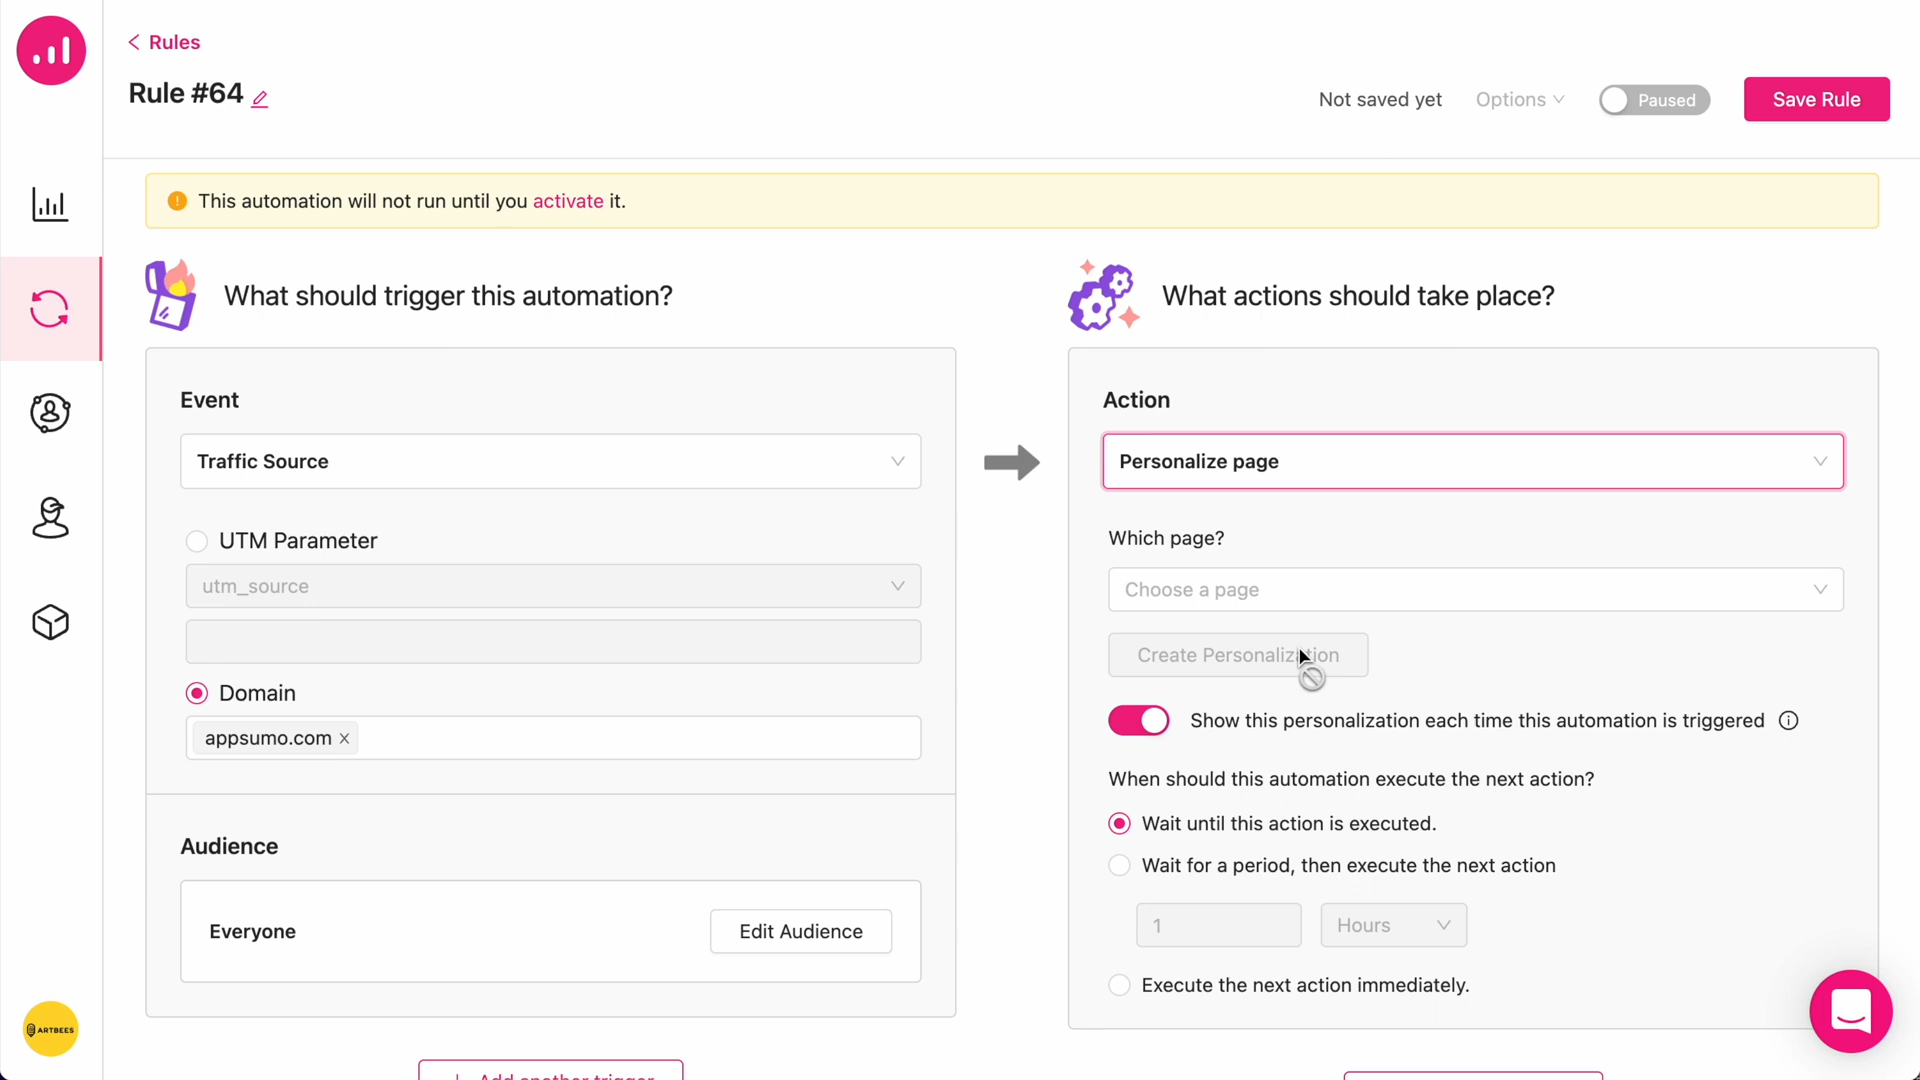 Rules
Rule #64
Not saved yet
Options
Paused
Save Rule
This automation will not run until you activate it.
What should trigger this automation?
What actions should take place?
Event
Traffic Source
UTM Parameter
utm_source
Domain
appsumo.com ×
Audience
Everyone
Edit Audience
Add another trigger
Action
Personalize page
Which page?
Choose a page
Create Personalization
Show this personalization each time this automation is triggered
When should this automation execute the next action?
Wait until this action is executed.
Wait for a period, then execute the next action
1
Hours
Execute the next action immediately.
ARTBEES